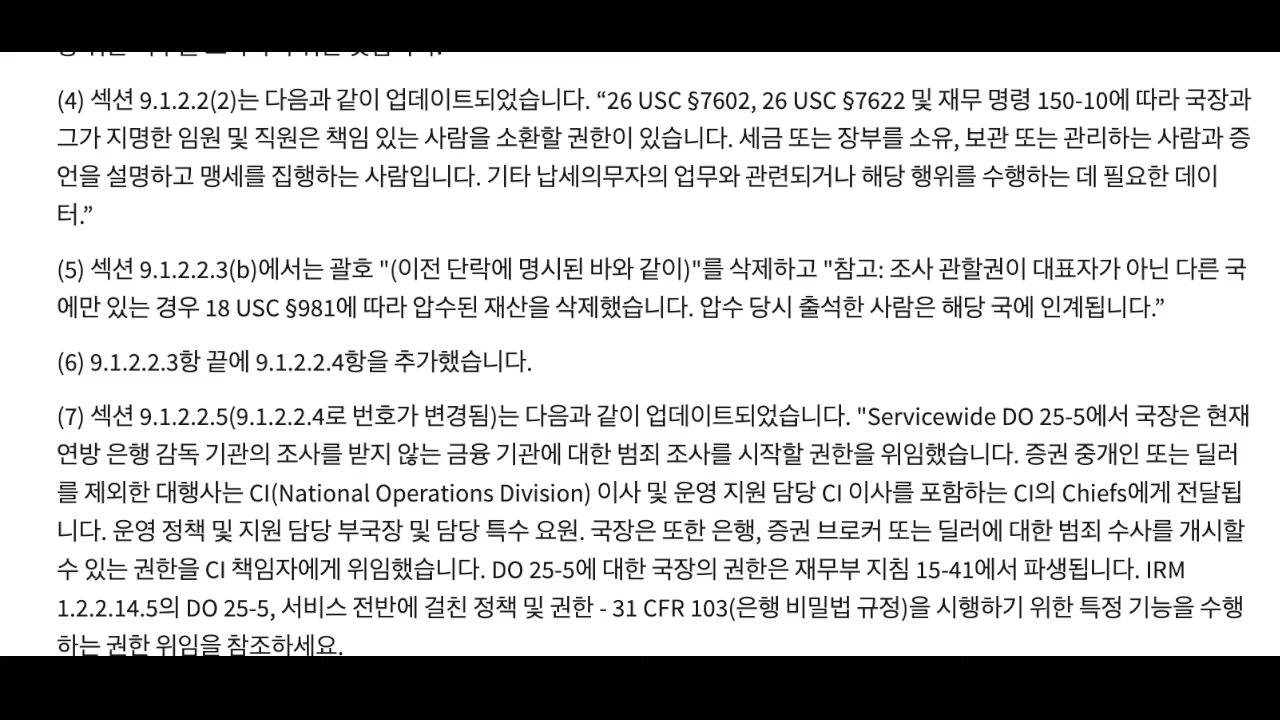 (4) 섹션 9.1.2.2(2)는 다음과 같이 업데이트되었습니다. “26 USC §7602, 26 USC §7622 및 재무 명령 150-10에 따라 국장과
그가 지명한 임원 및 직원은 책임 있는 사람을 소환할 권한이 있습니다. 세금 또는 장부를 소유, 보관 또는 관리하는 사람과 증
언을 설명하고 맹세를 집행하는 사람입니다. 기타 납세의무자의 업무와 관련되거나 해당 행위를 수행하는 데 필요한 데이
터.”
(5) 섹션 9.1.2.2.3(b)에서는 괄호 "(이전 단락에 명시된 바와 같이)"를 삭제하고 "참고: 조사 관할권이 대표자가 아닌 다른 국
에만 있는 경우 18 USC §981에 따라 압수된 재산을 삭제했습니다. 압수 당시 출석한 사람은 해당 국에 인계됩니다.”
(6) 9.1.2.2.3항 끝에 9.1.2.2.4항을 추가했습니다.
(7) 섹션 9.1.2.2.5(9.1.2.2.4로 번호가 변경됨)는 다음과 같이 업데이트되었습니다. "Servicewide DO 25-5에서 국장은 현재
연방 은행 감독 기관의 조사를 받지 않는 금융 기관에 대한 범죄 조사를 시작할 권한을 위임했습니다. 증권 중개인 또는 딜러
를 제외한 대행사는 CI(National Operations Division) 이사 및 운영 지원 담당 CI 이사를 포함하는 CI의 Chiefs에게 전달됩
니다. 운영 정책 및 지원 담당 부국장 및 담당 특수 요원. 국장은 또한 은행, 증권 브로커 또는 딜러에 대한 범죄 수사를 개시할
수 있는 권한을 CI 책임자에게 위임했습니다. DO 25-5에 대한 국장의 권한은 재무부 지침 15-41에서 파생됩니다. IRM
1.2.2.14.5의 DO 25-5, 서비스 전반에 걸친 정책 및 권한 - 31 CFR 103(은행 비밀법 규정)을 시행하기 위한 특정 기능을 수행
하는 권한 위임을 참조하세요.